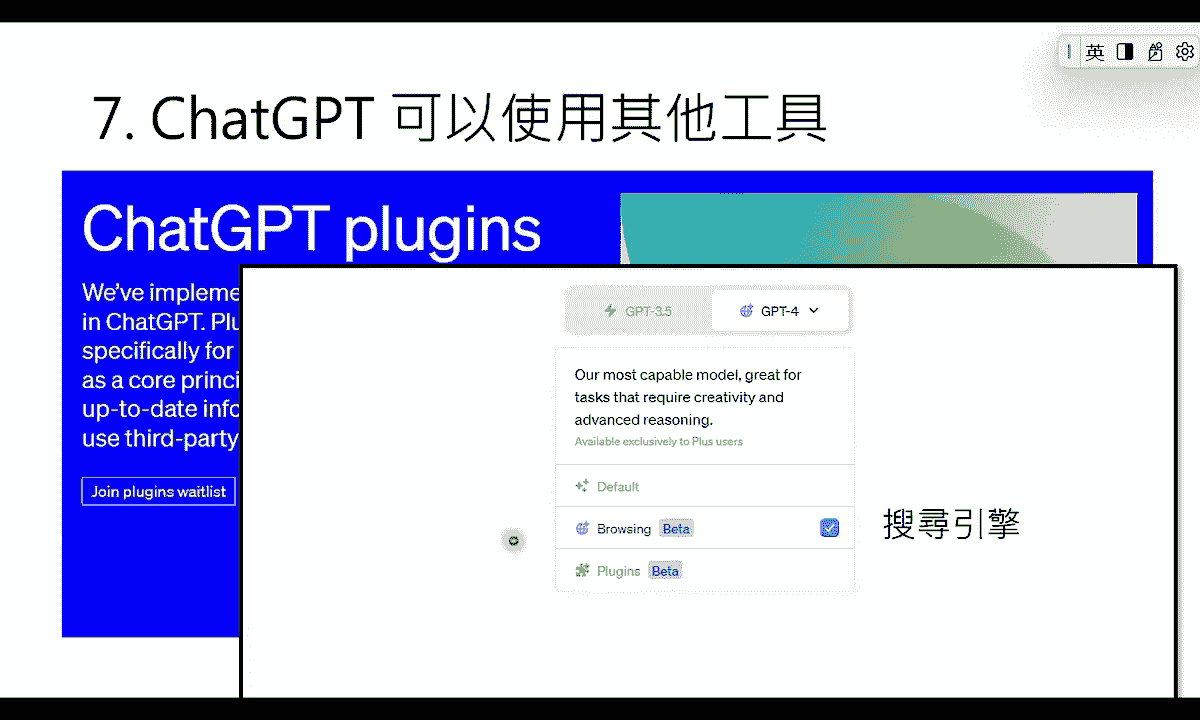 英
7. ChatGPT 可以使用其他工具
ChatGPT plugins
We’ve impleme
in ChatGPT. Plu
specifically for
as a core princi
up-to-date info
use third-party
Join plugins waitlist
GPT-3.5
GPT-4
Our most capable model, great for
tasks that require creativity and
advanced reasoning.
Available exclusively to Plus users
Default
Browsing Beta
Plugins Beta
搜尋引擎